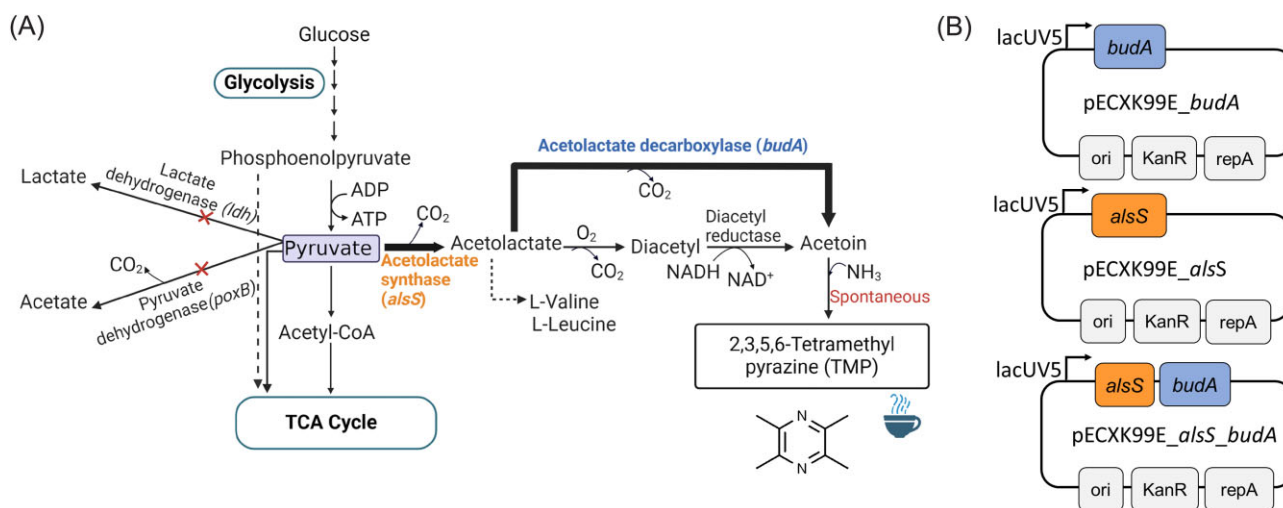 (A)
Glucose
Glycolysis
Phosphoenolpyruvate
Lactate
Lactate
dehydrogenase (ldh)
ADP
ATP
CO2
Pyruvate
Acetolactate
synthase
(alsS)
CO2
Pyruvate
dehydrogenase (poxB)
Acetate
Acetyl-CoA
TCA Cycle
Acetolactate decarboxylase (budA)
CO2
Acetolactate
O2
CO2
Diacetyl
Diacetyl
reductase
NADH
NAD+
Acetoin
NH3
Spontaneous
L-Valine
L-Leucine
2,3,5,6-Tetramethyl
pyrazine (TMP)
N
N
(B)
lacUV5
budA
pECXK99E_budA
ori KanR repA
lacUV5
alsS
pECXK99E_alsS
ori KanR repA
lacUV5
alsS budA
pECXK99E_alsS_budA
ori KanR repA